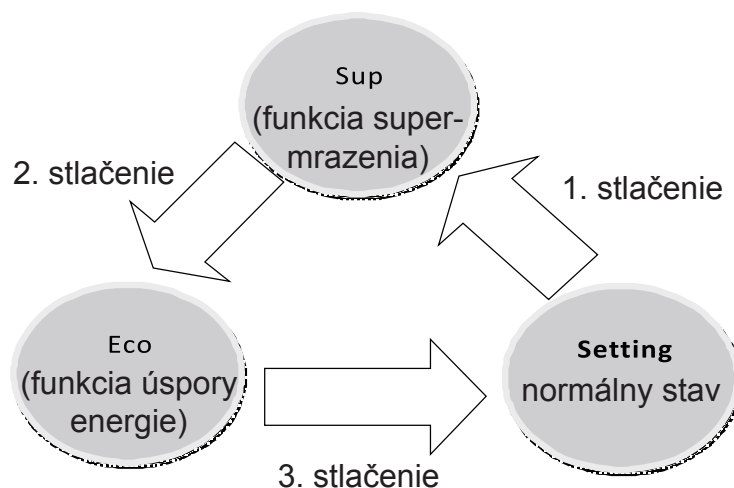 Sup
(funkcia super-
mrazenia)
2. stlačenie
1. stlačenie
Eco
(funkcia úspory
energie)
Setting
normálny stav
3. stlačenie